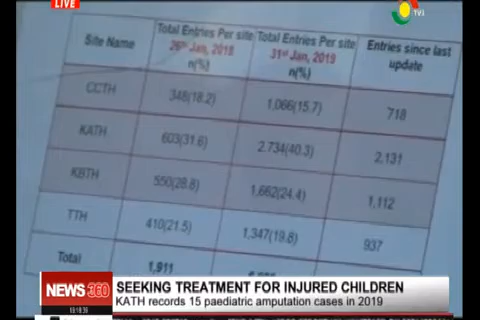 LIVE
TV3
Site Name
Total Entries Per site
26th Jan, 2018
n(%)
Total Entries Per site
31st Jan, 2019
n(%)
Entries since last
update
CCTH 348(18.2) 1,066(15.7) 718
KATH 603(31.6) 2.734(40.3) 2,131
KBTH 550(28.8) 1,662(24.4) 1,112
TTH 410(21.5) 1,347(19.8) 937
Total 1,911
NEWS 360
SEEKING TREATMENT FOR INJURED CHILDREN
KATH records 15 paediatric amputation cases in 2019